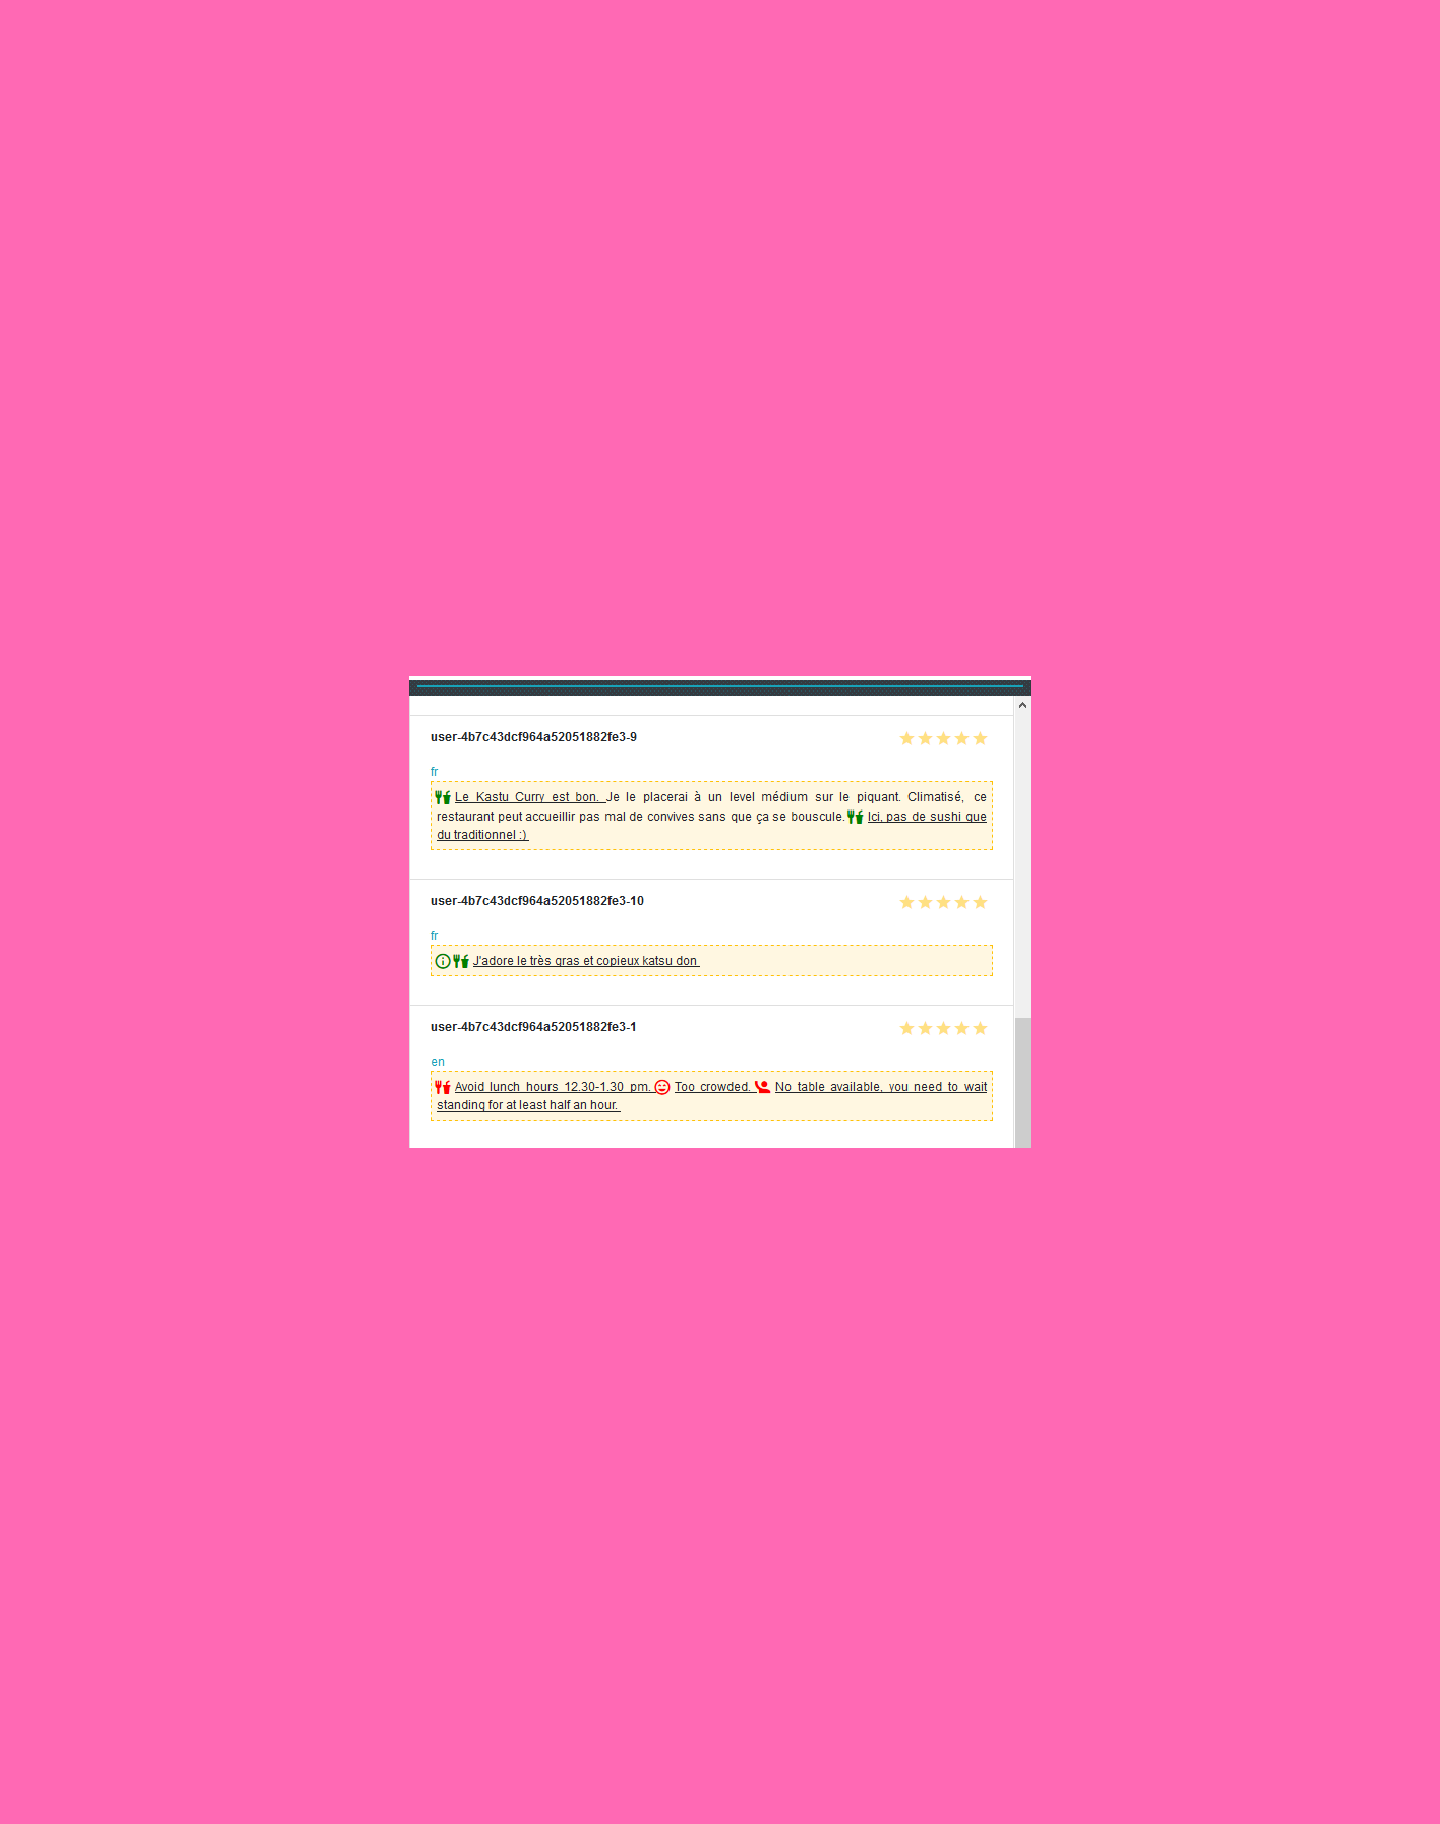 user-4b7c43dcf964a52051882fe3-9
fr
Le Kastu Curry est bon. Je le placerai à un level médium sur le piquant. Climatisé, ce
restaurant peut accueillir pas mal de convives sans que ça se bouscule. Ici, pas de sushi que
du traditionnel :)
user-4b7c43dcf964a52051882fe3-10
fr
J'adore le très gras et copieux katsu don
user-4b7c43dcf964a52051882fe3-1
en
Avoid lunch hours 12.30-1.30 pm. Too crowded. No table available, you need to wait
standing for at least half an hour.